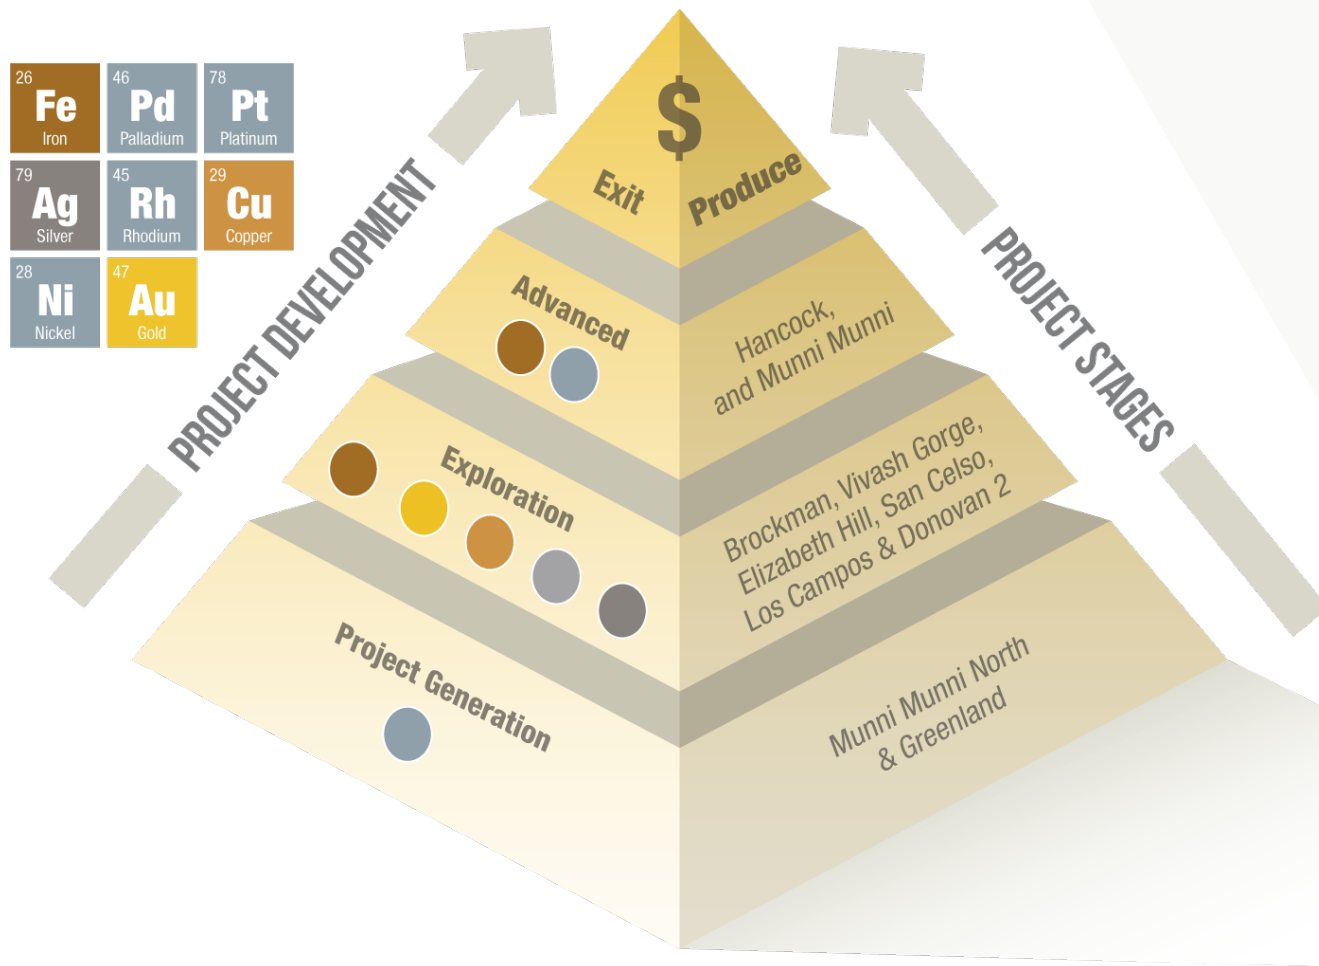 26
Fe
Iron
46
Pd
Palladium
78
Pt
Platinum
79
Ag
Silver
45
Rh
Rhodium
29
Cu
Copper
28
Ni
Nickel
47
Au
Gold
PROJECT DEVELOPMENT
PROJECT STAGES
$
Exit
Produce
Advanced
Hancock,
and Munni Munni
Exploration
Brockman, Vivash Gorge,
Elizabeth Hill, San Celso,
Los Campos & Donovan 2
Project Generation
Munni Munni North
& Greenland